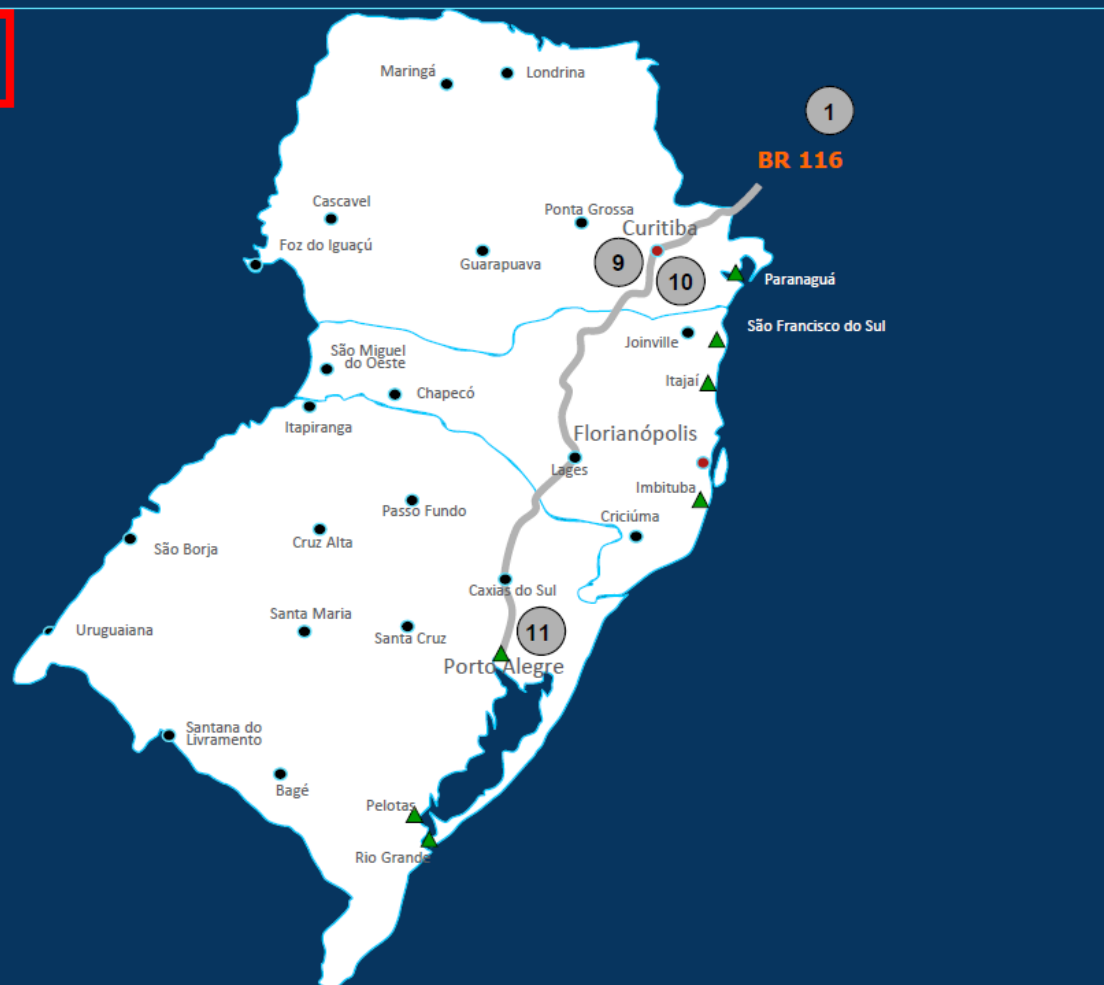 Maringá
Londrina
1
BR 116
Cascavel
Ponta Grossa
Curitiba
Foz do Iguaçú
Guarapuava
9
10
Paranaguá
São Francisco do Sul
Joinville
São Miguel
do Oeste
Itajaí
Chapecó
Itapiranga
Florianópolis
Lages
Imbituba
Passo Fundo
Criciúma
Cruz Alta
São Borja
Caxias do Sul
Santa Maria
Uruguaiana
Santa Cruz
11
Porto Alegre
Santana do
Livramento
Bagé
Pelotas
Rio Grande